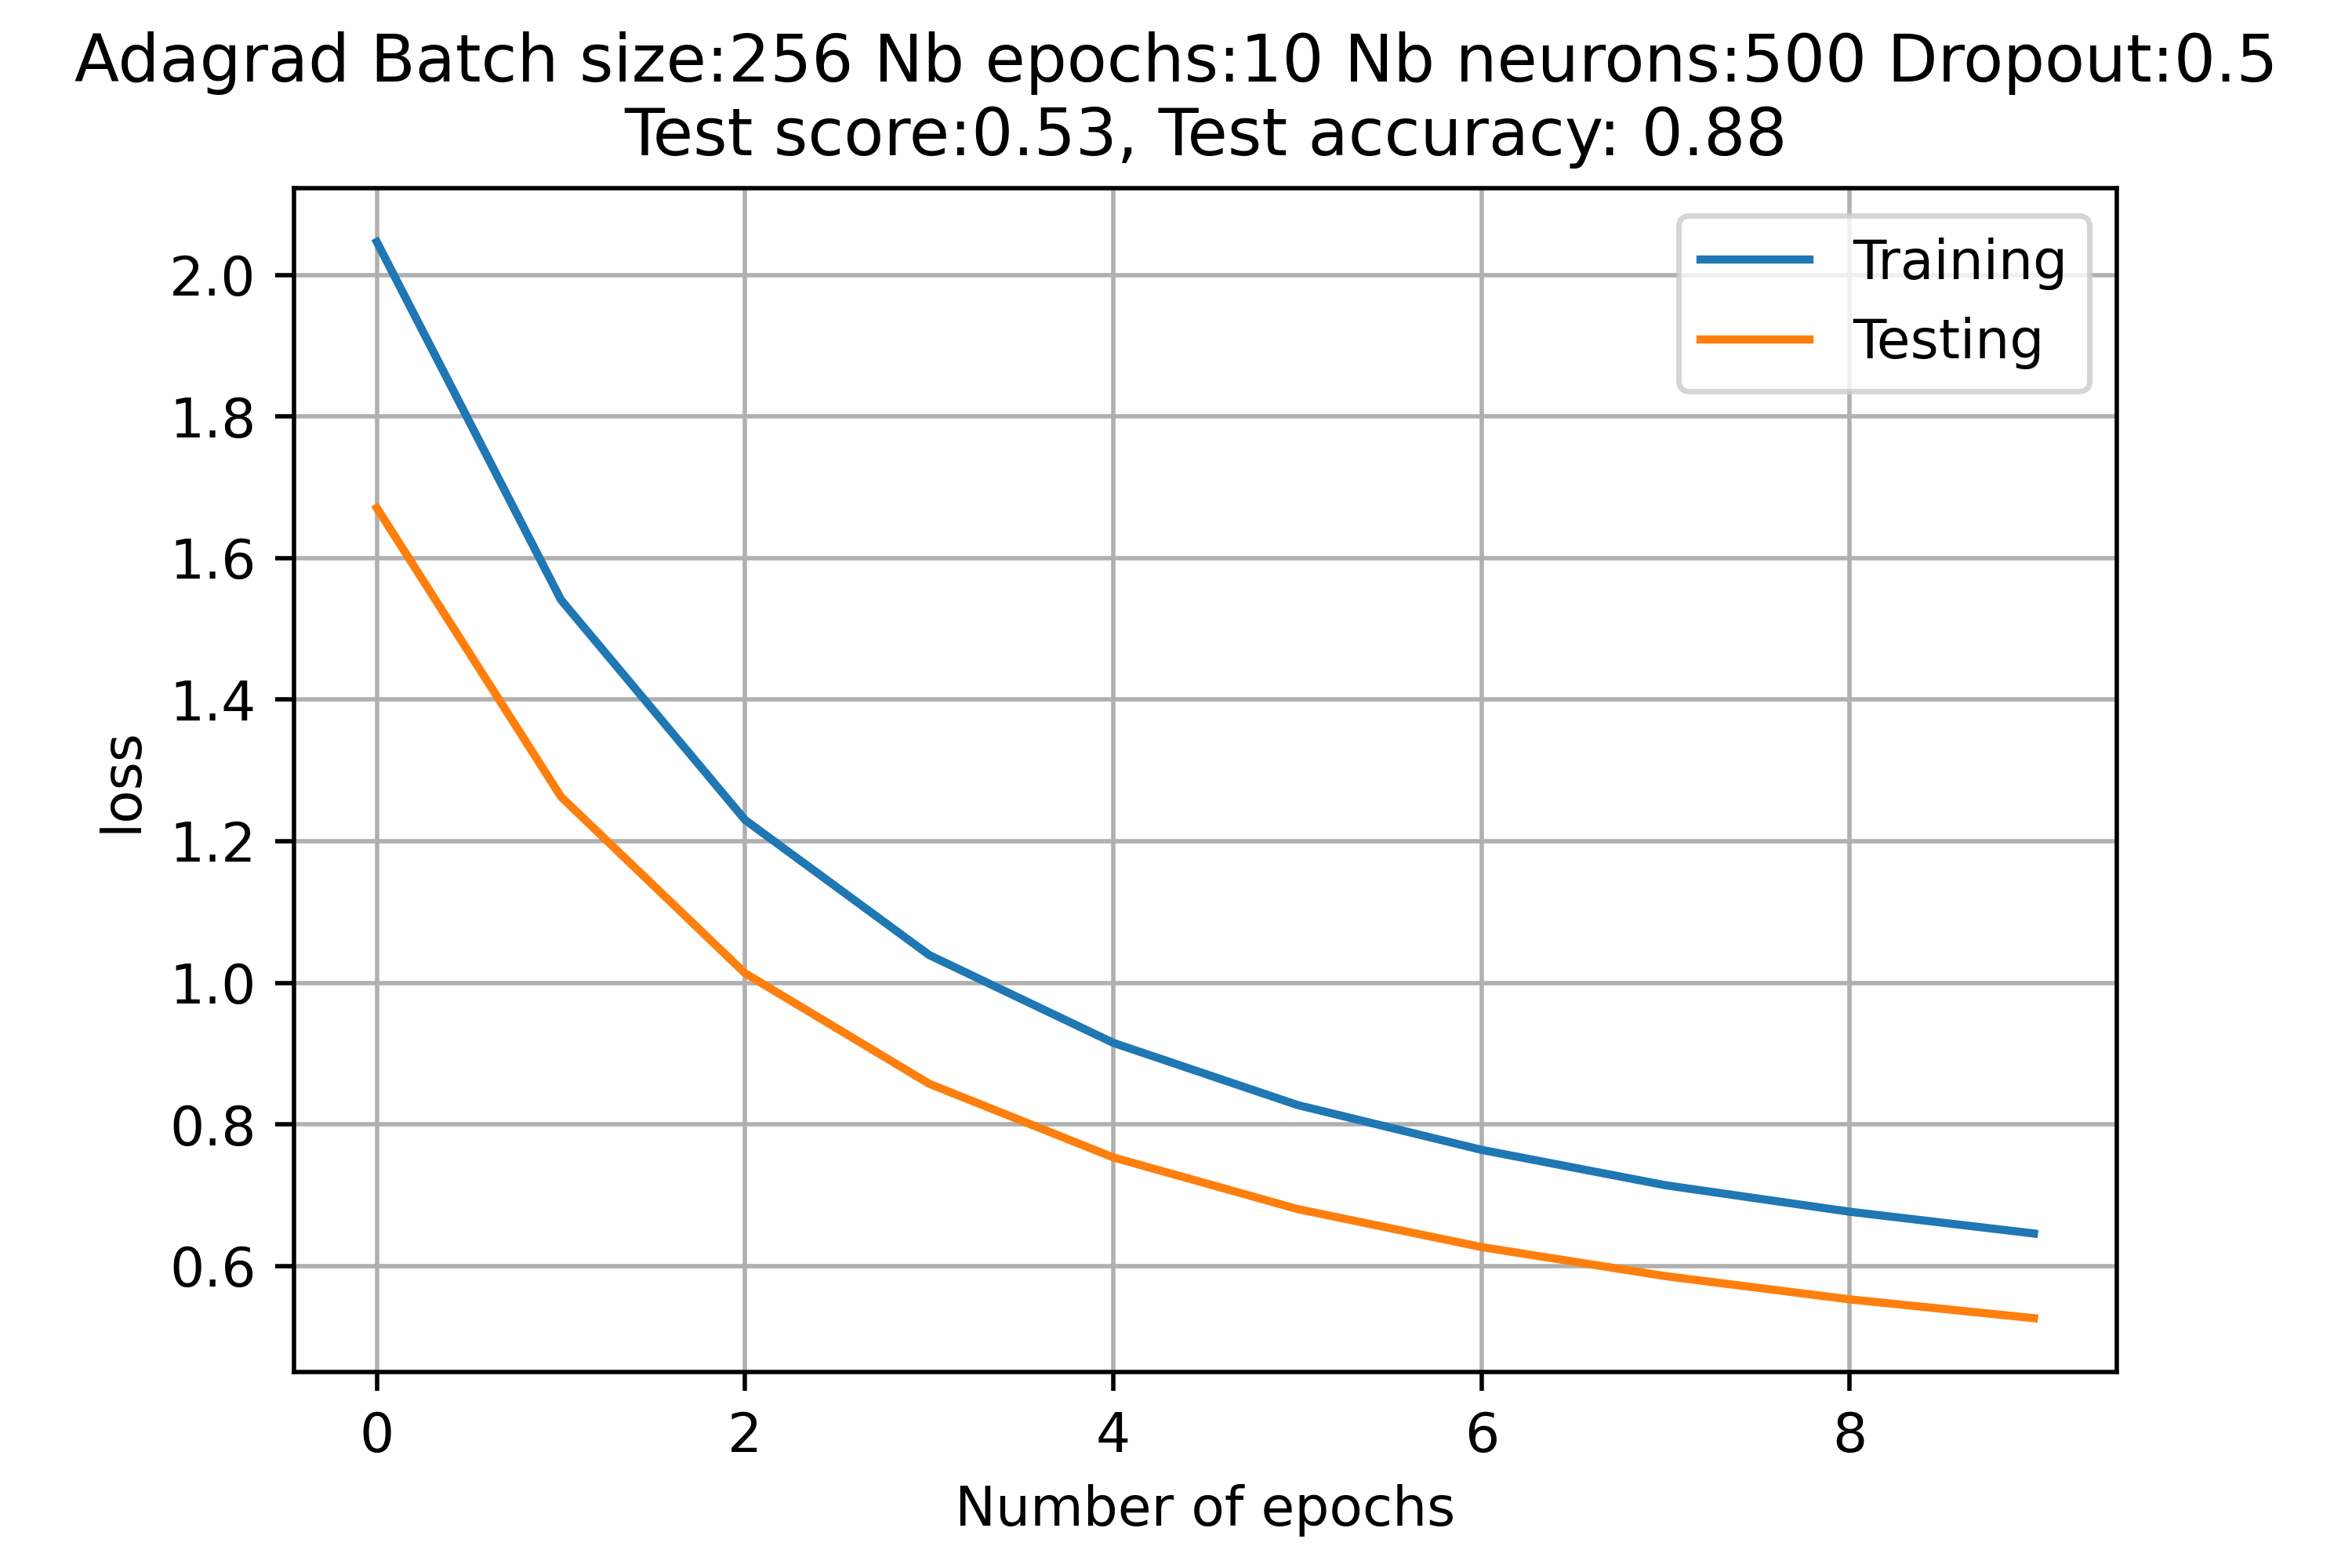 Adagrad Batch size:256 Nb epochs:10 Nb neurons:500 Dropout:0.5
Test score:0.53, Test accuracy: 0.88
Training
Testing
2.0
1.8
1.6
1.4
1.2
1.0
0.8
0.6
loss
0 2 4 6 8
Number of epochs